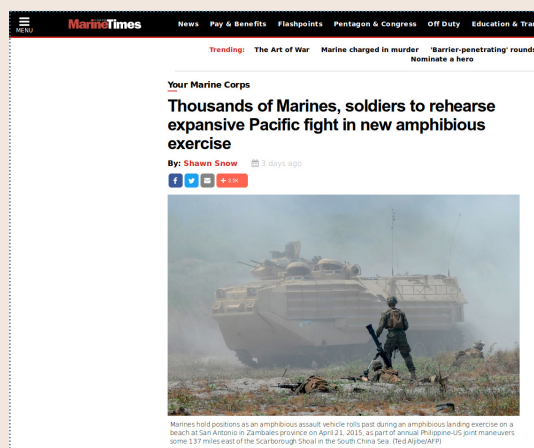 MENU
MarineTimes
News Pay & Benefits Flashpoints Pentagon & Congress Off Duty Education & Tra
Trending: The Art of War Marine charged in murder 'Barrier-penetrating' rounds
Nominate a hero
Your Marine Corps
Thousands of Marines, soldiers to rehearse
expansive Pacific fight in new amphibious
exercise
By: Shawn Snow 3 days ago
3.5K
Marines hold positions as an amphibious assault vehicle rolls past during an amphibious landing exercise on a
beach at San Antonio in Zambales province on April 21, 2015, as part of annual Philippine-US joint maneuvers
some 137 miles east of the Scarborough Shoal in the South China Sea. (Ted Aljibe/AFP)